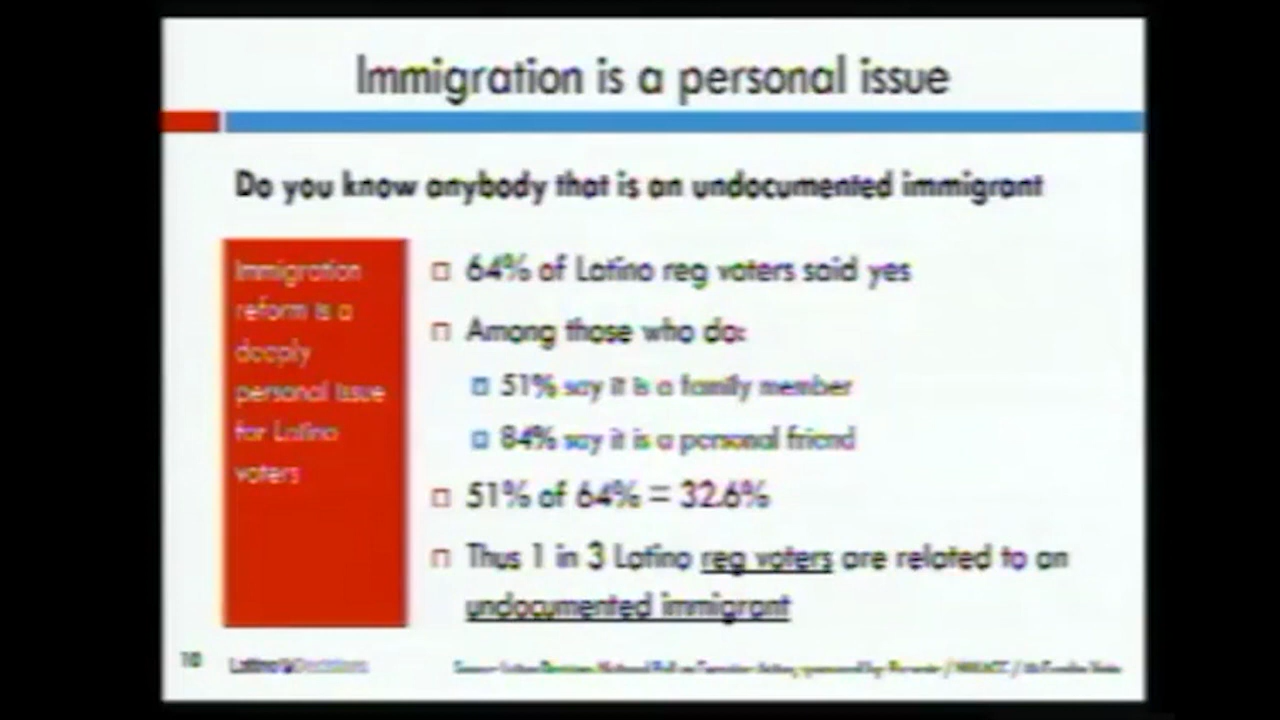 Immigration is a personal issue
Do you know anybody that is an undocumented immigrant
Immigration
reform is a
deeply
personal issue
for Latino
voters
64% of Latino reg voters said yes
Among those who do:
51% say it is a family member
84% say it is a personal friend
51% of 64% = 32.6%
Thus 1 in 3 Latino reg voters are related to an
undocumented immigrant
10
Latino Decisions